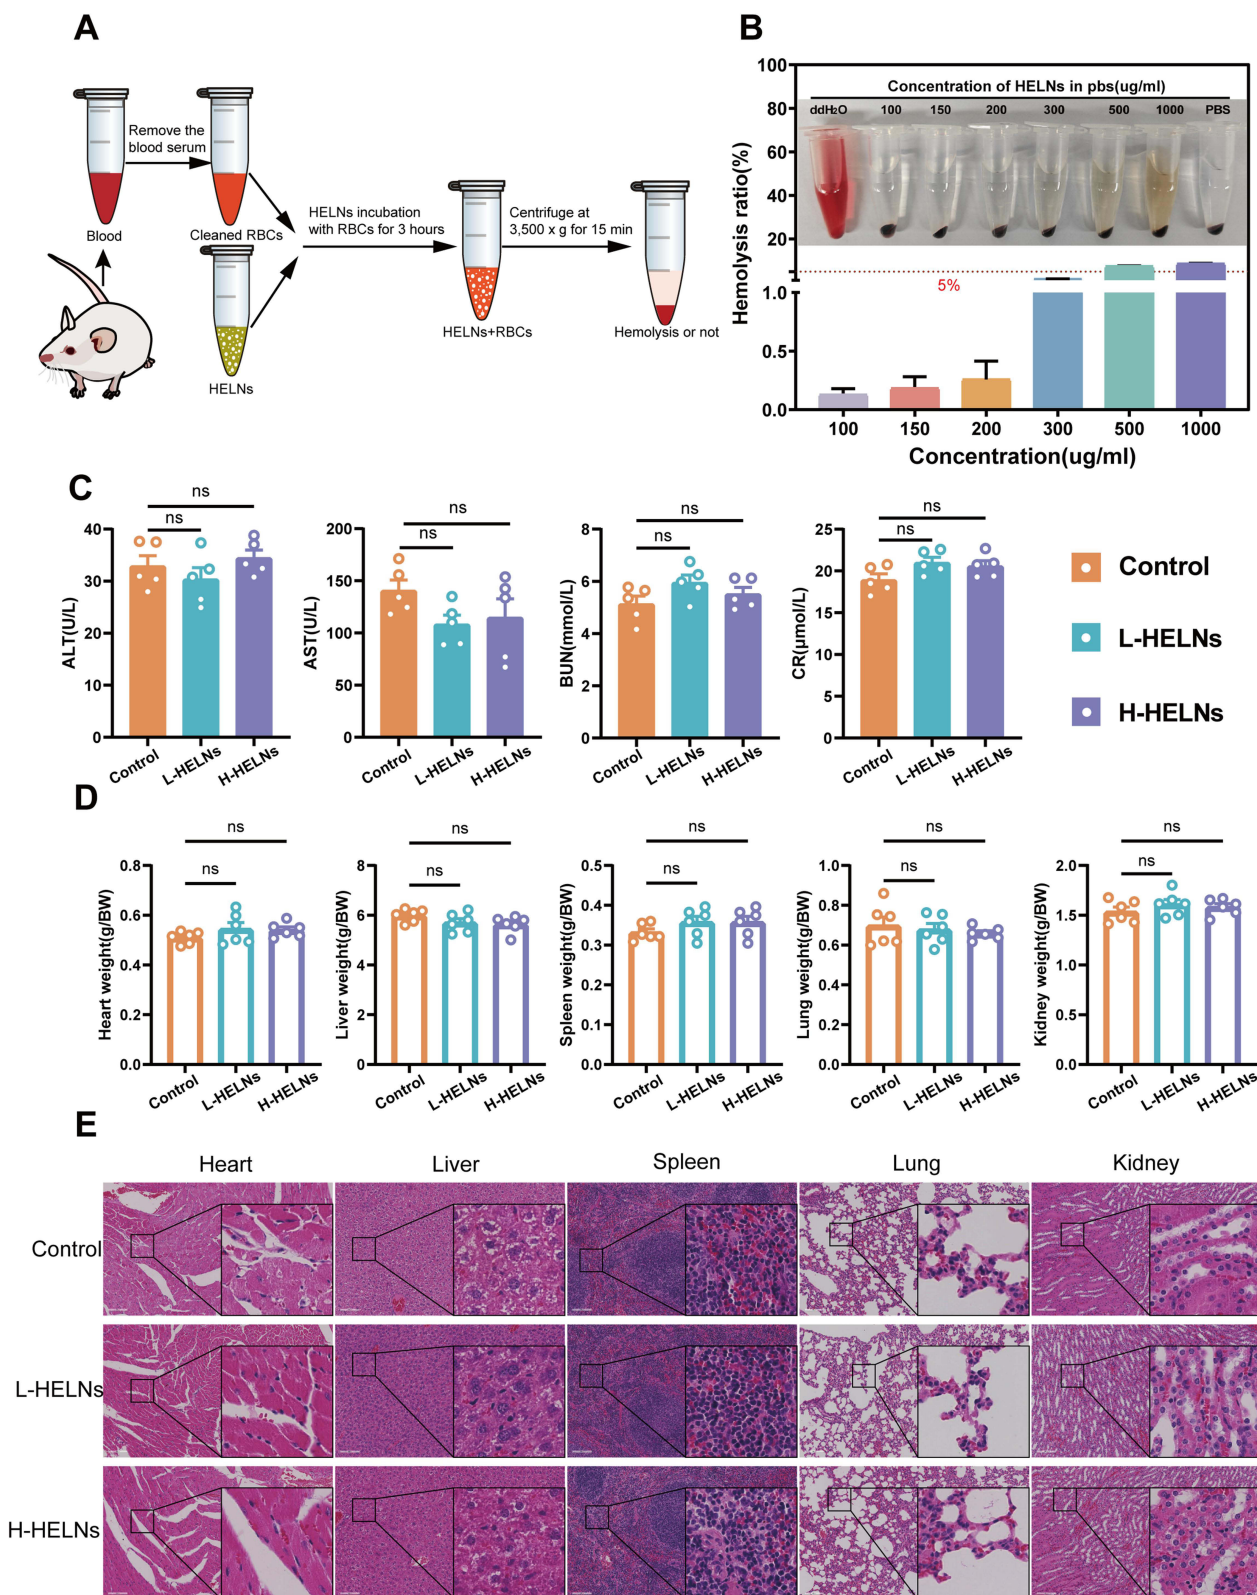 A
Remove the
blood serum
Blood
Cleaned RBCs
HELNs
HELNs incubation
with RBCs for 3 hours
HELNs+RBCs
Centrifuge at
3,500 x g for 15 min
Hemolysis or not
B
Hemolysis ratio(%)
100
80
60
40
20
1.0
0.5
0.0
Concentration of HELNs in pbs(ug/ml)
ddH₂O 100 150 200 300 500 1000 PBS
5%
100 150 200 300 500 1000
Concentration(ug/ml)
C
ALT(U/L)
40
30
20
10
0
ns
ns
Control L-HELNs H-HELNs
AST(U/L)
200
150
100
50
0
ns
ns
Control L-HELNs H-HELNs
BUN(mmol/L)
8
6
4
2
0
ns
ns
Control L-HELNs H-HELNs
CR(μmol/L)
25
20
15
10
5
0
ns
ns
Control L-HELNs H-HELNs
Control
L-HELNs
H-HELNs
D
Heart weight(g/BW)
0.8
0.6
0.4
0.2
0.0
ns
ns
Control L-HELNs H-HELNs
Liver weight(g/BW)
8
6
4
2
0
ns
ns
Control L-HELNs H-HELNs
Spleen weight(g/BW)
0.5
0.4
0.3
0.2
0.1
0.0
ns
ns
Control L-HELNs H-HELNs
Lung weight(g/BW)
1.0
0.8
0.6
0.4
0.2
0.0
ns
ns
Control L-HELNs H-HELNs
Kidney weight(g/BW)
2.0
1.5
1.0
0.5
0.0
ns
ns
Control L-HELNs H-HELNs
E
Heart Liver Spleen Lung Kidney
Control
L-HELNs
H-HELNs